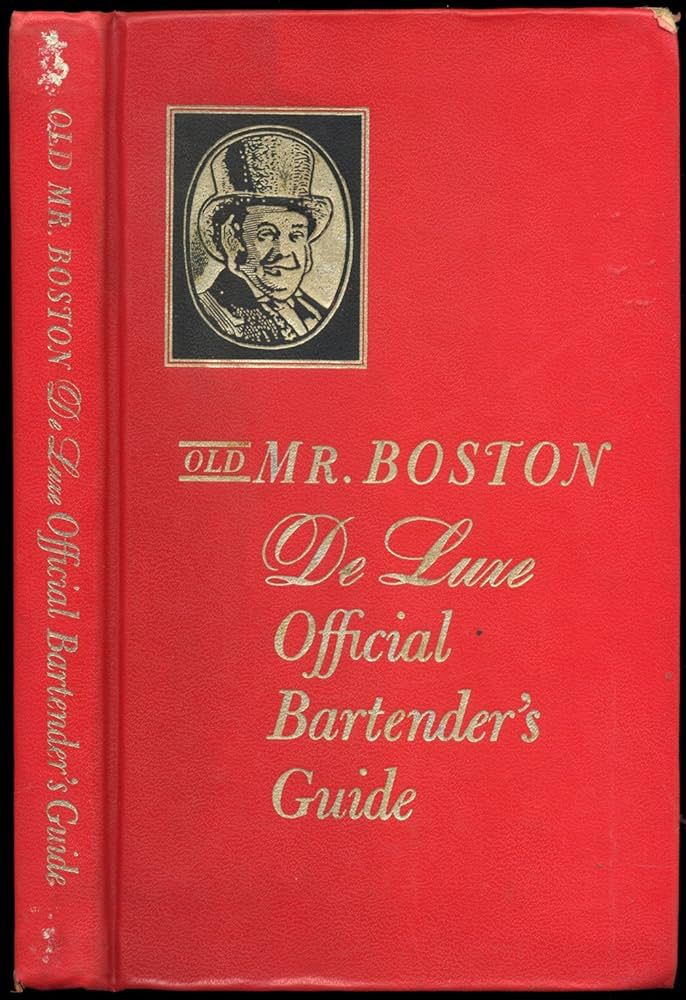 OLD MR. BOSTON De Luxe Official Bartender's Guide
OLD MR. BOSTON
De Luxe
Official
Bartender's
Guide